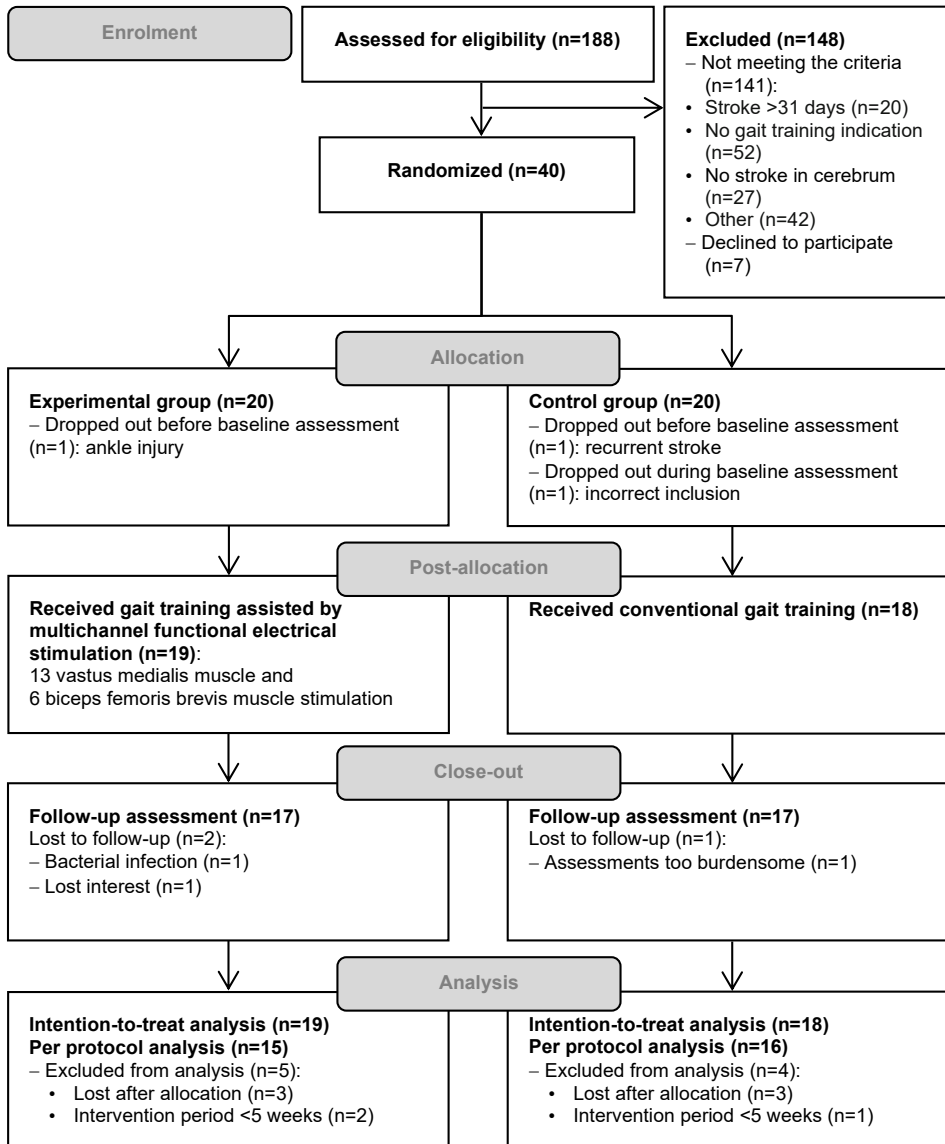 Enrolment
Assessed for eligibility (n=188)
Excluded (n=148)
– Not meeting the criteria
(n=141):
• Stroke >31 days (n=20)
• No gait training indication
(n=52)
• No stroke in cerebrum
(n=27)
• Other (n=42)
– Declined to participate
(n=7)
Randomized (n=40)
Allocation
Experimental group (n=20)
– Dropped out before baseline assessment
(n=1): ankle injury
Control group (n=20)
– Dropped out before baseline assessment
(n=1): recurrent stroke
– Dropped out during baseline assessment
(n=1): incorrect inclusion
Post-allocation
Received gait training assisted by
multichannel functional electrical
stimulation (n=19):
13 vastus medialis muscle and
6 biceps femoris brevis muscle stimulation
Received conventional gait training (n=18)
Close-out
Follow-up assessment (n=17)
Lost to follow-up (n=2):
– Bacterial infection (n=1)
– Lost interest (n=1)
Follow-up assessment (n=17)
Lost to follow-up (n=1):
– Assessments too burdensome (n=1)
Analysis
Intention-to-treat analysis (n=19)
Per protocol analysis (n=15)
– Excluded from analysis (n=5):
• Lost after allocation (n=3)
• Intervention period <5 weeks (n=2)
Intention-to-treat analysis (n=18)
Per protocol analysis (n=16)
– Excluded from analysis (n=4):
• Lost after allocation (n=3)
• Intervention period <5 weeks (n=1)